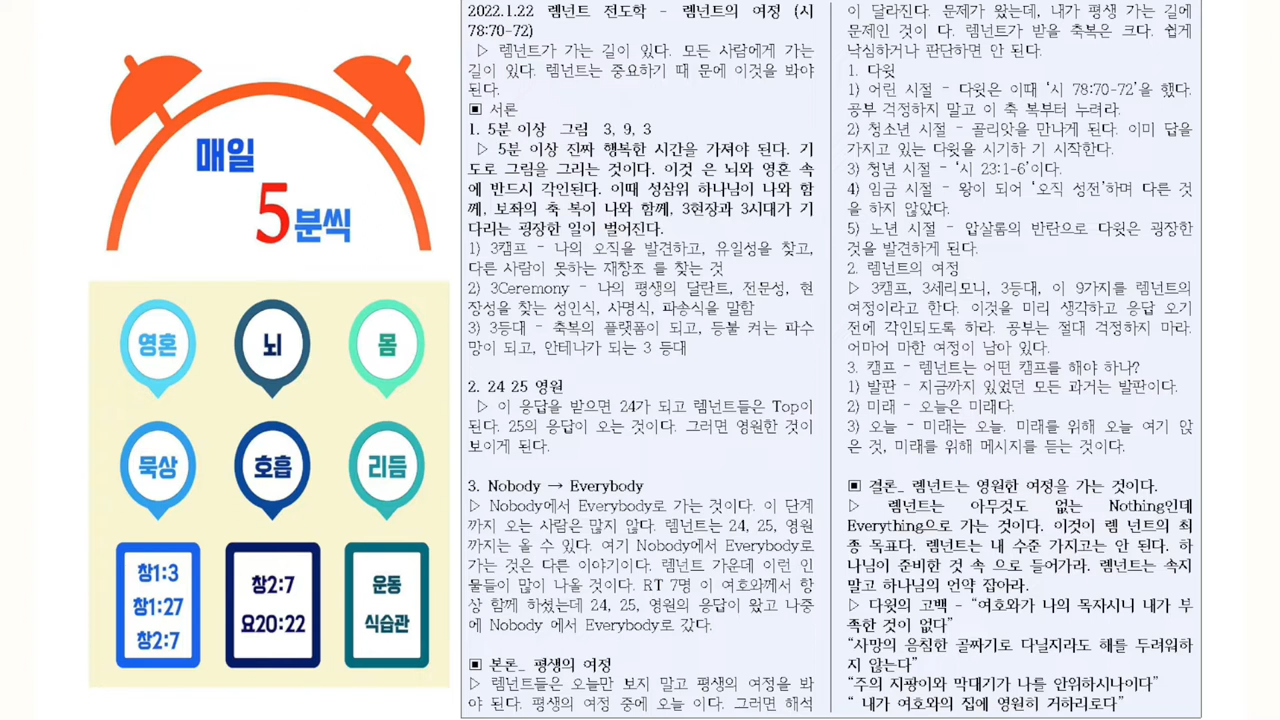 매일
5분씩
영혼 뇌 몸
묵상 호흡 리듬
창1:3
창1:27
창2:7
창2:7
요20:22
운동
식습관
2022.1.22 렘넌트 전도학 - 렘넌트의 여정 (시
78:70-72)
▷ 렘넌트가 가는 길이 있다. 모든 사람에게 가는
길이 있다. 렘넌트는 중요하기 때 문에 이것을 봐야
된다.
▣ 서론
1. 5분 이상 그림 3, 9, 3
▷ 5분 이상 진짜 행복한 시간을 가져야 된다. 기
도로 그림을 그리는 것이다. 이것 은 뇌와 영혼 속
에 반드시 각인된다. 이때 성삼위 하나님이 나와 함
께, 보좌의 축 복이 나와 함께, 3현장과 3시대가 기
다리는 굉장한 일이 벌어진다.
1) 3캠프 - 나의 오직을 발견하고, 유일성을 찾고,
다른 사람이 못하는 재창조 를 찾는 것
2) 3Ceremony - 나의 평생의 달란트, 전문성, 현
장성을 찾는 성인식, 사명식, 파송식을 말함
3) 3등대 - 축복의 플랫폼이 되고, 등불 켜는 파수
망이 되고, 안테나가 되는 3 등대
2. 24 25 영원
▷ 이 응답을 받으면 24가 되고 렘넌트들은 Top이
된다. 25의 응답이 오는 것이다. 그러면 영원한 것이
보이게 된다.
3. Nobody → Everybody
▷ Nobody에서 Everybody로 가는 것이다. 이 단계
까지 오는 사람은 많지 않다. 렘넌트는 24, 25, 영원
까지는 올 수 있다. 여기 Nobody에서 Everybody로
가는 것은 다른 이야기이다. 렘넌트 가운데 이런 인
물들이 많이 나올 것이다. RT 7명 이 여호와께서 항
상 함께 하셨는데 24, 25, 영원의 응답이 왔고 나중
에 Nobody 에서 Everybody로 갔다.
▣ 본론_ 평생의 여정
▷ 렘넌트들은 오늘만 보지 말고 평생의 여정을 봐
야 된다. 평생의 여정 중에 오늘 이다. 그러면 해석
이 달라진다. 문제가 왔는데, 내가 평생 가는 길에
문제인 것이 다. 렘넌트가 받을 축복은 크다. 쉽게
낙심하거나 판단하면 안 된다.
1. 다윗
1) 어린 시절 - 다윗은 이때 ‘시 78:70-72’을 했다.
공부 걱정하지 말고 이 축 복부터 누려라.
2) 청소년 시절 - 골리앗을 만나게 된다. 이미 답을
가지고 있는 다윗을 시기하 기 시작한다.
3) 청년 시절 - ‘시 23:1-6’이다.
4) 임금 시절 - 왕이 되어 ‘오직 성전’하며 다른 것
을 하지 않았다.
5) 노년 시절 - 압살롬의 반란으로 다윗은 굉장한
것을 발견하게 된다.
2. 렘넌트의 여정
▷ 3캠프, 3세리모니, 3등대, 이 9가지를 렘넌트의
여정이라고 한다. 이것을 미리 생각하고 응답 오기
전에 각인되도록 하라. 공부는 절대 걱정하지 마라.
어마어 마한 여정이 남아 있다.
3. 캠프 - 렘넌트는 어떤 캠프를 해야 하나?
1) 발판 - 지금까지 있었던 모든 과거는 발판이다.
2) 미래 - 오늘은 미래다.
3) 오늘 - 미래는 오늘. 미래를 위해 오늘 여기 앉
은 것, 미래를 위해 메시지를 듣는 것이다.
▣ 결론_ 렘넌트는 영원한 여정을 가는 것이다.
▷ 렘넌트는 아무것도 없는 Nothing인데
Everything으로 가는 것이다. 이것이 렘 넌트의 최
종 목표다. 렘넌트는 내 수준 가지고는 안 된다. 하
나님이 준비한 것 속 으로 들어가라. 렘넌트는 속지
말고 하나님의 언약 잡아라.
▷ 다윗의 고백 - “여호와가 나의 목자시니 내가 부
족한 것이 없다”
“사망의 음침한 골짜기로 다닐지라도 해를 두려워하
지 않는다”
“주의 지팡이와 막대기가 나를 안위하시나이다”
“ 내가 여호와의 집에 영원히 거하리로다”